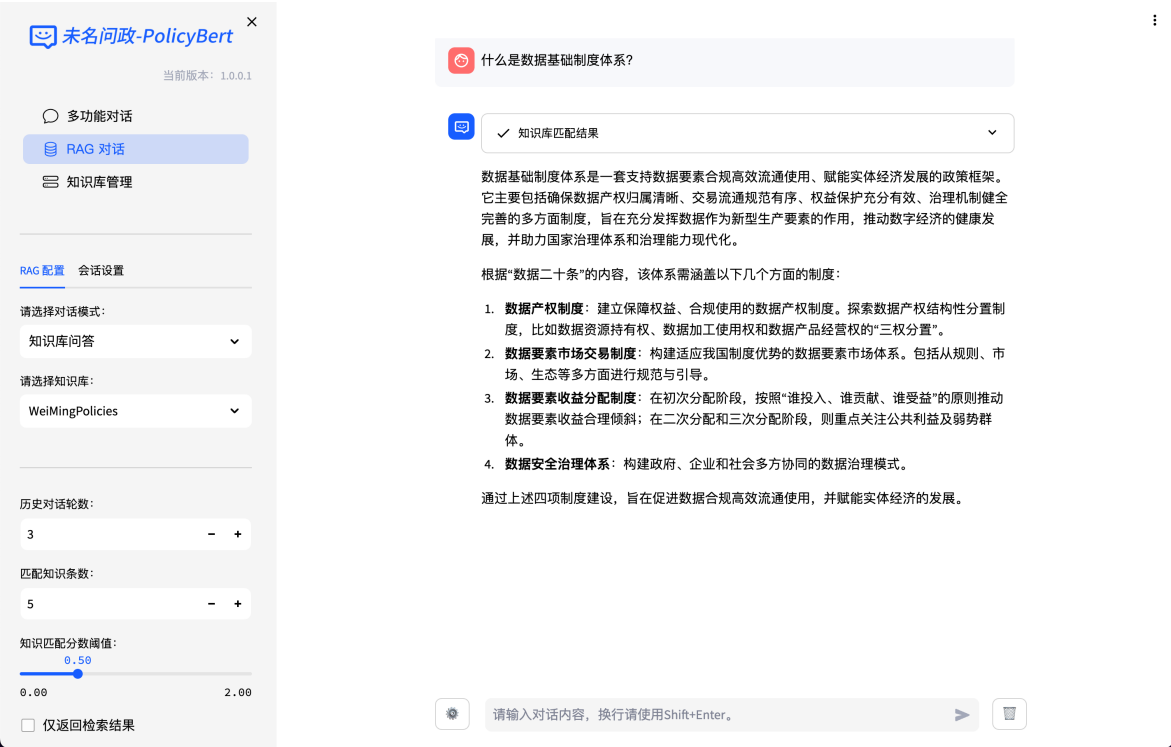 未名问政-PolicyBert
当前版本：1.0.0.1
多功能对话
RAG 对话
知识库管理
RAG 配置 会话设置
请选择对话模式：
知识库问答
请选择知识库：
WeiMingPolicies
历史对话轮数：
3
匹配知识条数：
5
知识匹配分数阈值：
0.50
0.00 2.00
仅返回检索结果
什么是数据基础制度体系?
知识库匹配结果
数据基础制度体系是一套支持数据要素合规高效流通使用、赋能实体经济发展的政策框架。
它主要包括确保数据产权归属清晰、交易流通规范有序、权益保护充分有效、治理机制健全
完善的多方面制度，旨在充分发挥数据作为新型生产要素的作用，推动数字经济的健康发
展，并助力国家治理体系和治理能力现代化。
根据“数据二十条”的内容，该体系需涵盖以下几个方面的制度：
1. 数据产权制度：建立保障权益、合规使用的数据产权制度。探索数据产权结构性分置制
度，比如数据资源持有权、数据加工使用权和数据产品经营权的“三权分置”。
2. 数据要素市场交易制度：构建适应我国制度优势的数据要素市场体系。包括从规则、市
场、生态等多方面进行规范与引导。
3. 数据要素收益分配制度：在初次分配阶段，按照“谁投入、谁贡献、谁受益”的原则推动
数据要素收益合理倾斜；在二次分配和三次分配阶段，则重点关注公共利益及弱势群
体。
4. 数据安全治理体系：构建政府、企业和社会多方协同的数据治理模式。
通过上述四项制度建设，旨在促进数据合规高效流通使用，并赋能实体经济的发展。
请输入对话内容，换行请使用Shift+Enter。